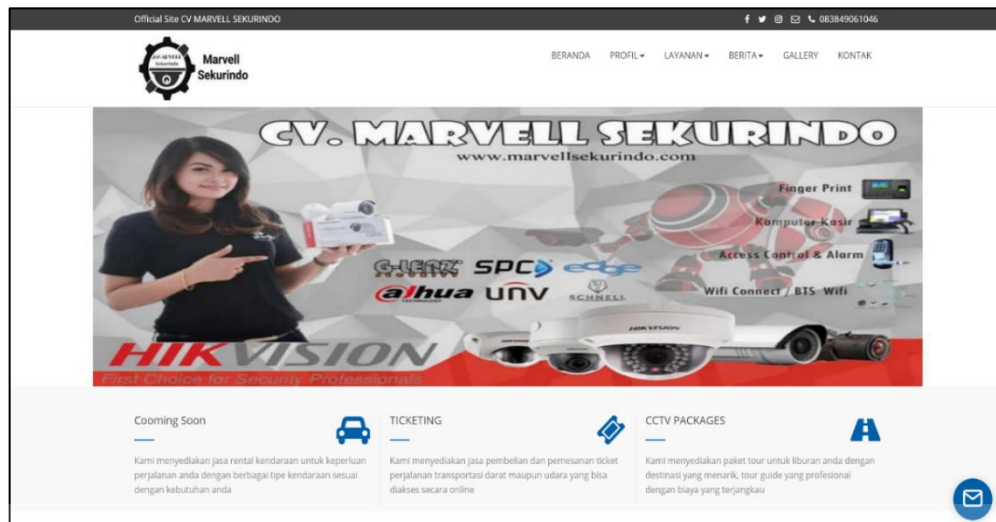 Official Site CV MARVELL SEKURINDO
083849061046
Marvell
Sekurindo
BERANDA PROFIL LAYANAN BERITA GALLERY KONTAK
CV. MARVELL SEKURINDO
www.marvellsekurindo.com
Finger Print
Komputer Kasir
Access Control & Alarm
Wifi Connect / BTS Wifi
G-LENZ SPC edge
alhua UNV SCHNELL
TECHNOLOGY
HIKVISION
HIKVISION
First Choice for Security Professionals
Cooming Soon
Kami menyediakan jasa rental kendaraan untuk keperluan
perjalanan anda dengan berbagai tipe kendaraan sesuai
dengan kebutuhan anda
TICKETING
Kami menyediakan jasa pembelian dan pemesanan ticket
perjalanan transportasi darat maupun udara yang bisa
diakses secara online
CCTV PACKAGES
Kami menyediakan paket tour untuk liburan anda dengan
destinasi yang menarik, tour guide yang profesional
dengan biaya yang terjangkau